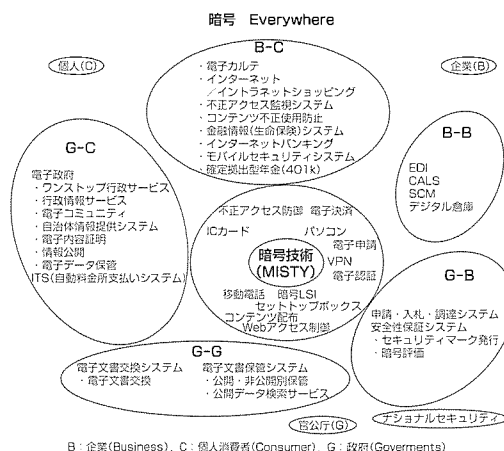 暗号 Everywhere
個人(C)
企業(B)
B-C
・電子カルテ
・インターネット
／イントラネットショッピング
・不正アクセス監視システム
・コンテンツ不正使用防止
・金融情報(生命保険)システム
・インターネットバンキング
・モバイルセキュリティシステム
・確定拠出型年金(401k)
B-B
EDI
CALS
SCM
デジタル倉庫
G-C
電子政府
・ワンストップ行政サービス
・行政情報サービス
・電子コミュニティ
・自治体情報提供システム
・電子内容証明
・情報公開
・電子データ保管
ITS(自動料金所支払いシステム)
不正アクセス防御 電子決済
ICカード パソコン
電子申請
暗号技術
(MISTY)
VPN
電子認証
移動電話 暗号LSI
セットトップボックス
コンテンツ配布
Webアクセス制御
G-B
申請・入札・調達システム
安全性保証システム
・セキュリティマーク発行
・暗号評価
G-G
電子文書交換システム
・電子文書交換
電子文書保管システム
・公開・非公開別保管
・公開データ検索サービス
官公庁(G)
ナショナルセキュリティ
B：企業(Business)，C：個人消費者(Consumer)，G：政府(Goverments)